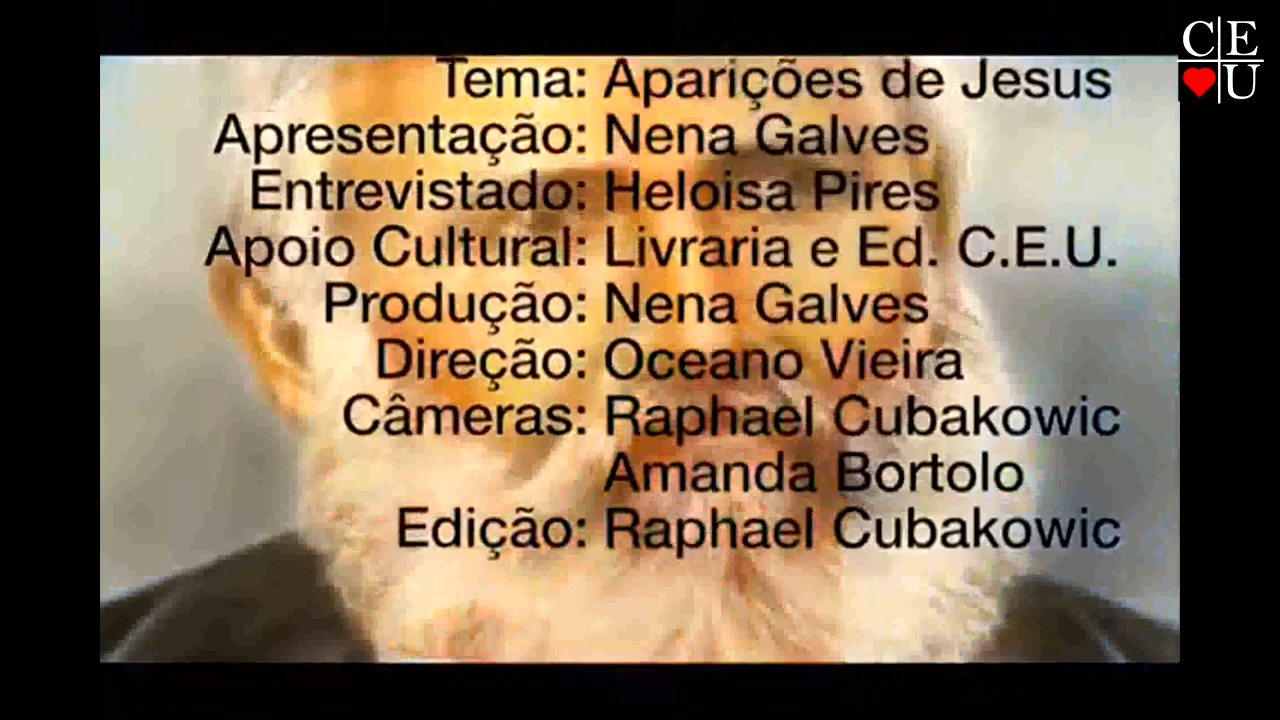 C E
U
Tema: Aparições de Jesus
Apresentação: Nena Galves
Entrevistado: Heloisa Pires
Apoio Cultural: Livraria e Ed. C.E.U.
Produção: Nena Galves
Direção: Oceano Vieira
Câmeras: Raphael Cubakowic
Amanda Bortolo
Edição: Raphael Cubakowic